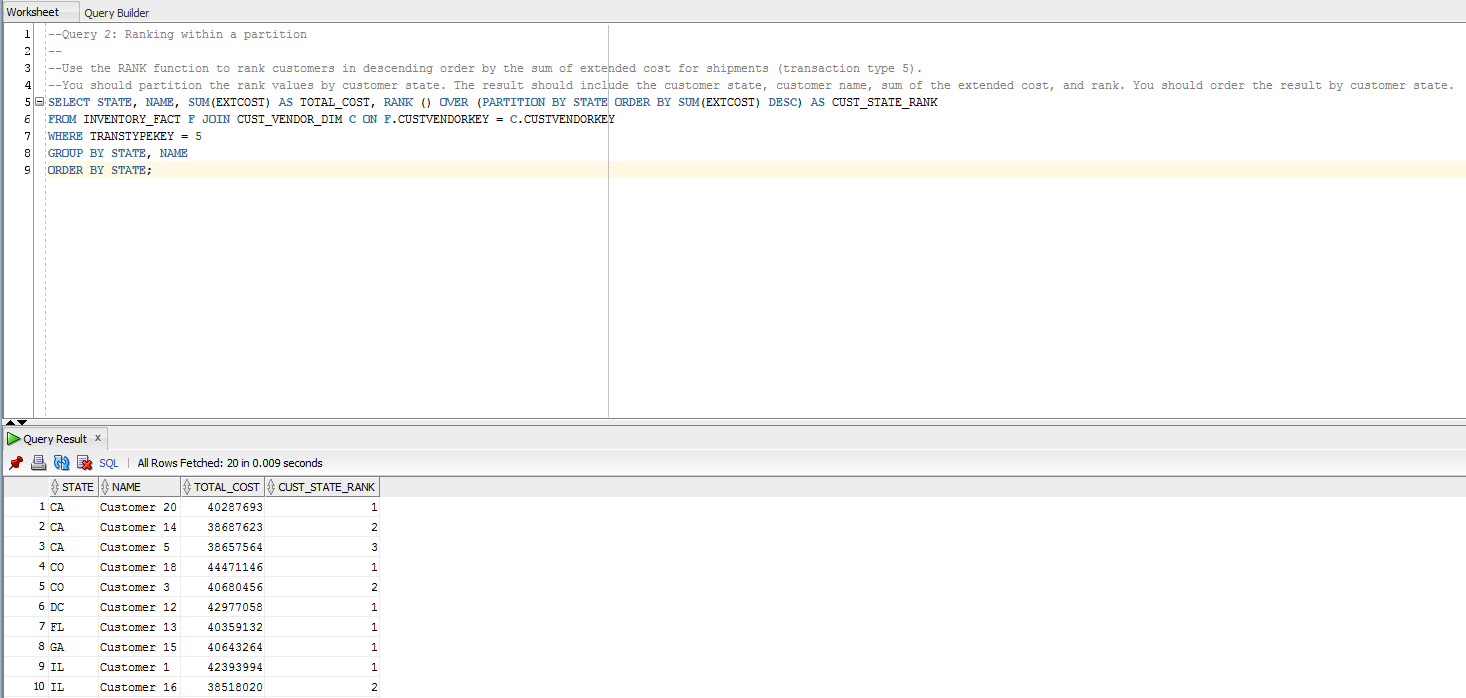 Worksheet Query Builder
1 --Query 2: Ranking within a partition
2 --
3 --Use the RANK function to rank customers in descending order by the sum of extended cost for shipments (transaction type 5).
4 --You should partition the rank values by customer state. The result should include the customer state, customer name, sum of the extended cost, and rank. You should order the result by customer state.
5 SELECT STATE, NAME, SUM(EXTCOST) AS TOTAL_COST, RANK () OVER (PARTITION BY STATE ORDER BY SUM(EXTCOST) DESC) AS CUST_STATE_RANK
6 FROM INVENTORY_FACT F JOIN CUST_VENDOR_DIM C ON F.CUSTVENDORKEY = C.CUSTVENDORKEY
7 WHERE TRANSTYPEKEY = 5
8 GROUP BY STATE, NAME
9 ORDER BY STATE;
Query Result x
SQL | All Rows Fetched: 20 in 0.009 seconds
STATE NAME TOTAL_COST CUST_STATE_RANK
1 CA Customer 20 40287693 1
2 CA Customer 14 38687623 2
3 CA Customer 5 38657564 3
4 CO Customer 18 44471146 1
5 CO Customer 3 40680456 2
6 DC Customer 12 42977058 1
7 FL Customer 13 40359132 1
8 GA Customer 15 40643264 1
9 IL Customer 1 42393994 1
10 IL Customer 16 38518020 2